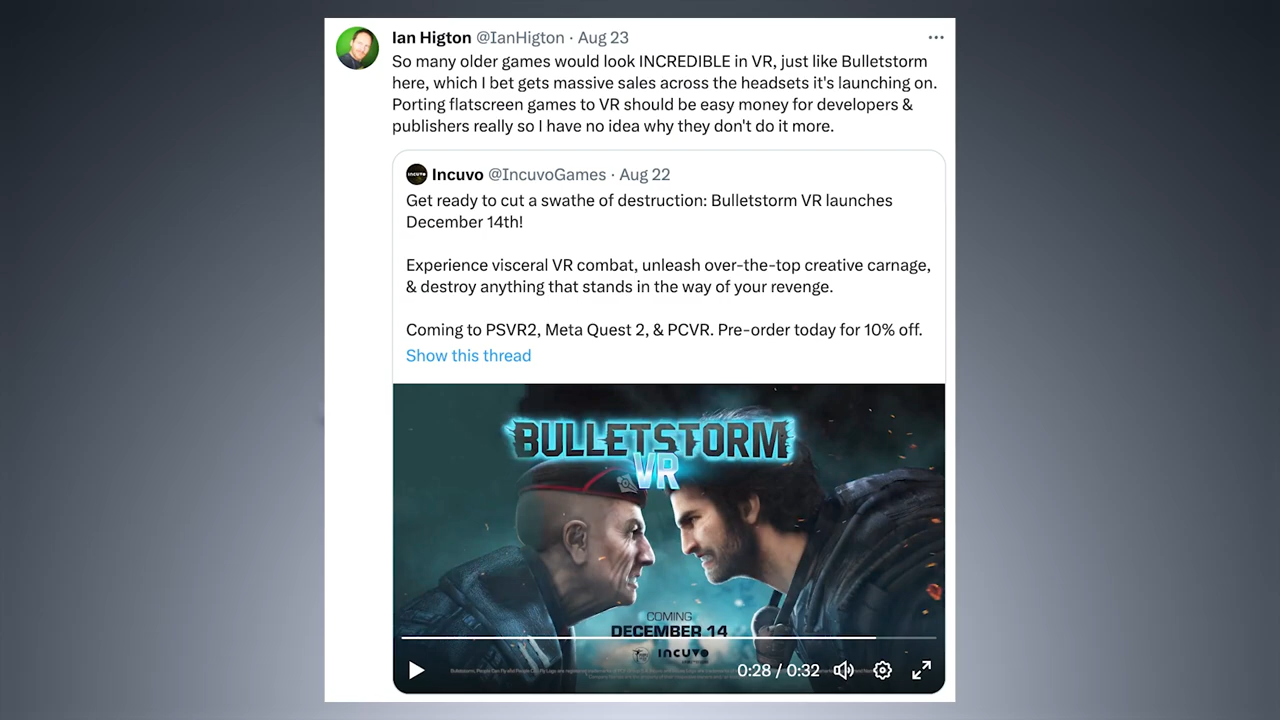 Ian Higton @IanHigton · Aug 23
So many older games would look INCREDIBLE in VR, just like Bulletstorm
here, which I bet gets massive sales across the headsets it's launching on.
Porting flatscreen games to VR should be easy money for developers &
publishers really so I have no idea why they don't do it more.
Incuvo @IncuvoGames · Aug 22
Get ready to cut a swathe of destruction: Bulletstorm VR launches
December 14th!
Experience visceral VR combat, unleash over-the-top creative carnage,
& destroy anything that stands in the way of your revenge.
Coming to PSVR2, Meta Quest 2, & PCVR. Pre-order today for 10% off.
Show this thread
BULLETSTORM
VR
COMING
DECEMBER 14
INCUVO
0:28 / 0:32